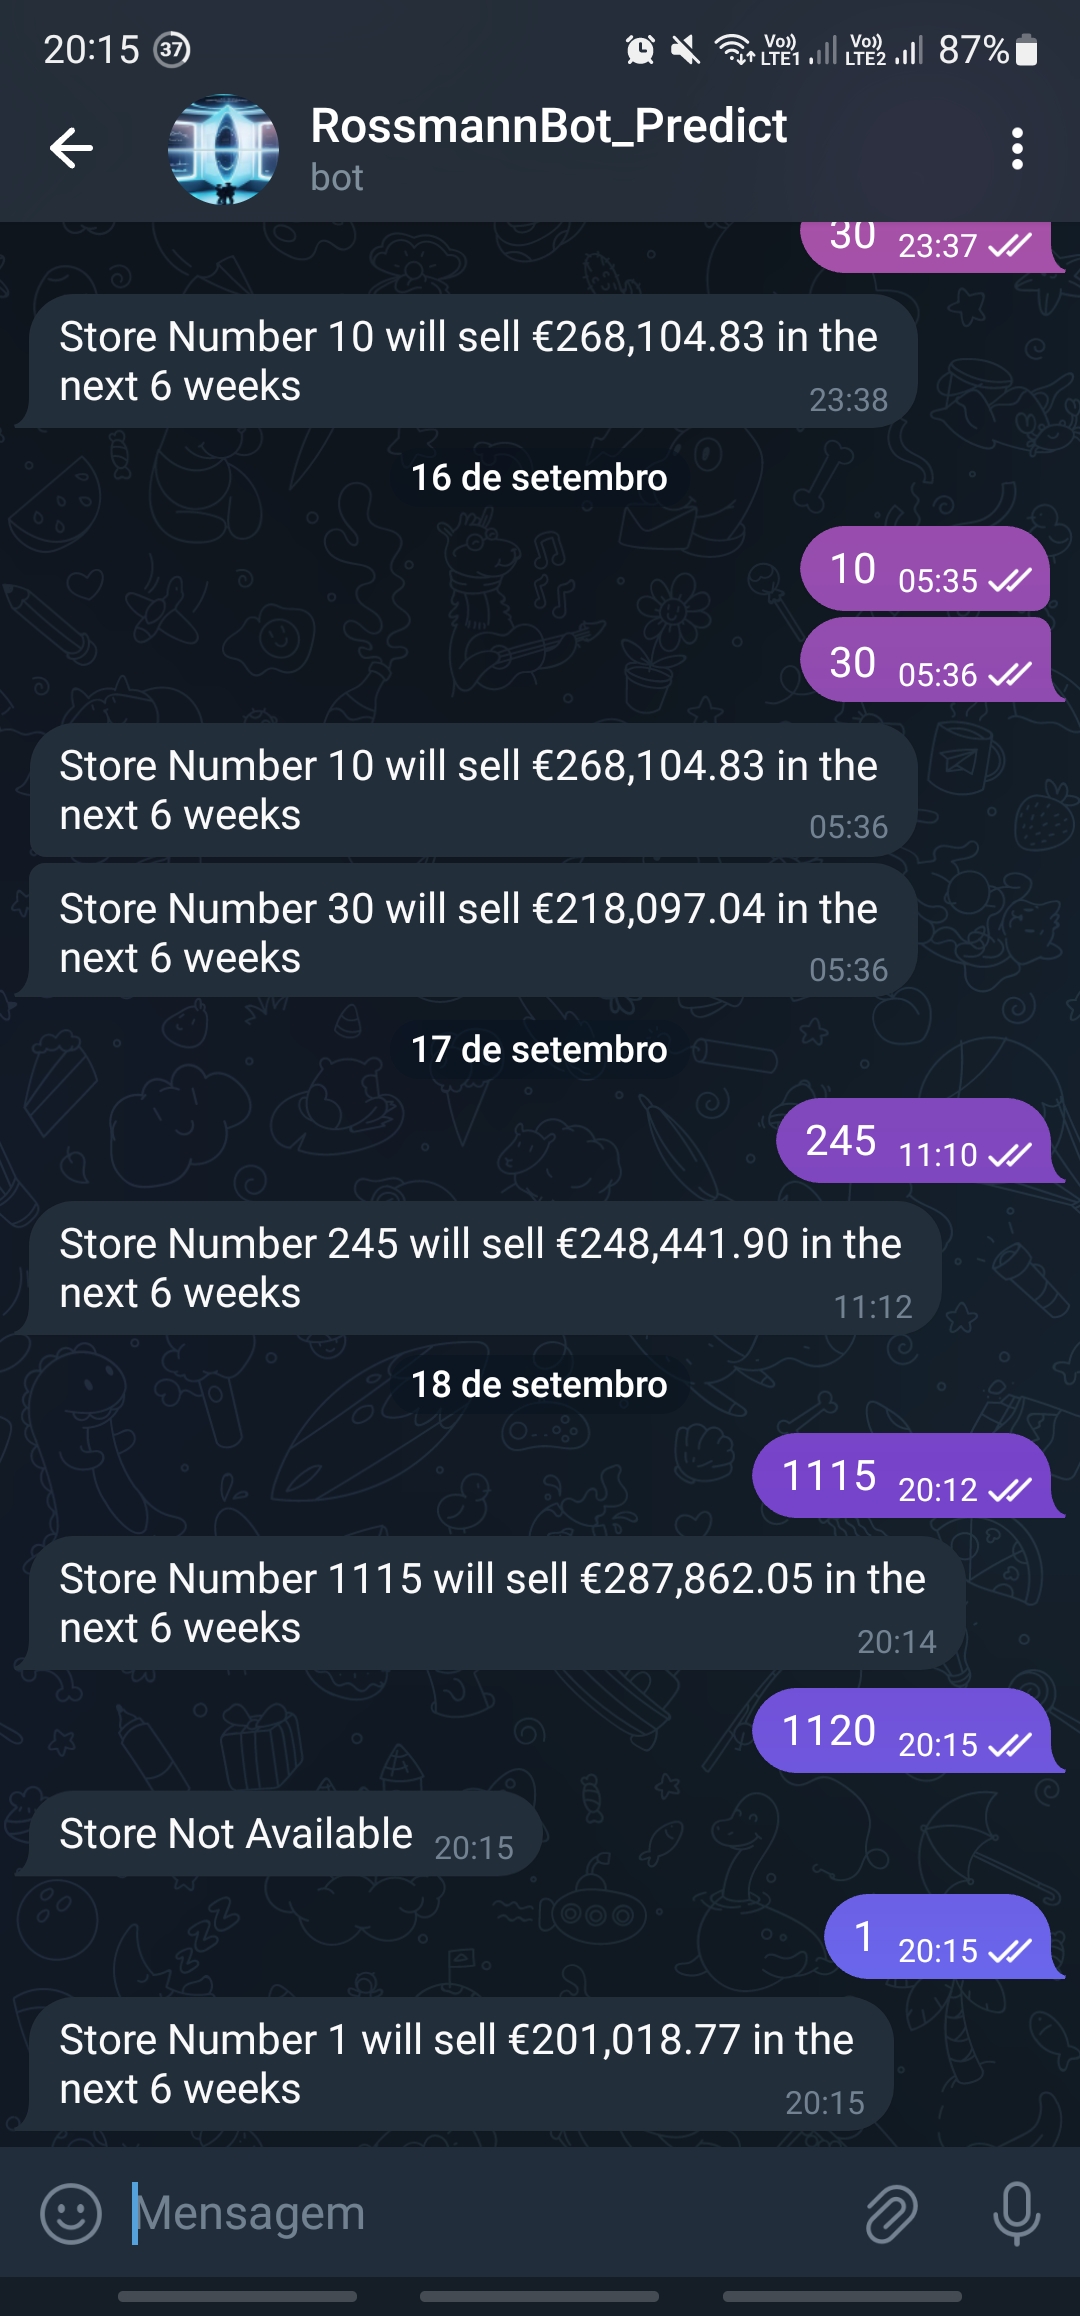 20:15 37 Vo)) LTE1 Vo)) LTE2 87%
RossmannBot_Predict
bot
30 23:37
Store Number 10 will sell €268,104.83 in the
next 6 weeks 23:38
16 de setembro
10 05:35
30 05:36
Store Number 10 will sell €268,104.83 in the
next 6 weeks 05:36
Store Number 30 will sell €218,097.04 in the
next 6 weeks 05:36
17 de setembro
245 11:10
Store Number 245 will sell €248,441.90 in the
next 6 weeks 11:12
18 de setembro
1115 20:12
Store Number 1115 will sell €287,862.05 in the
next 6 weeks 20:14
1120 20:15
Store Not Available 20:15
1 20:15
Store Number 1 will sell €201,018.77 in the
next 6 weeks 20:15
Mensagem